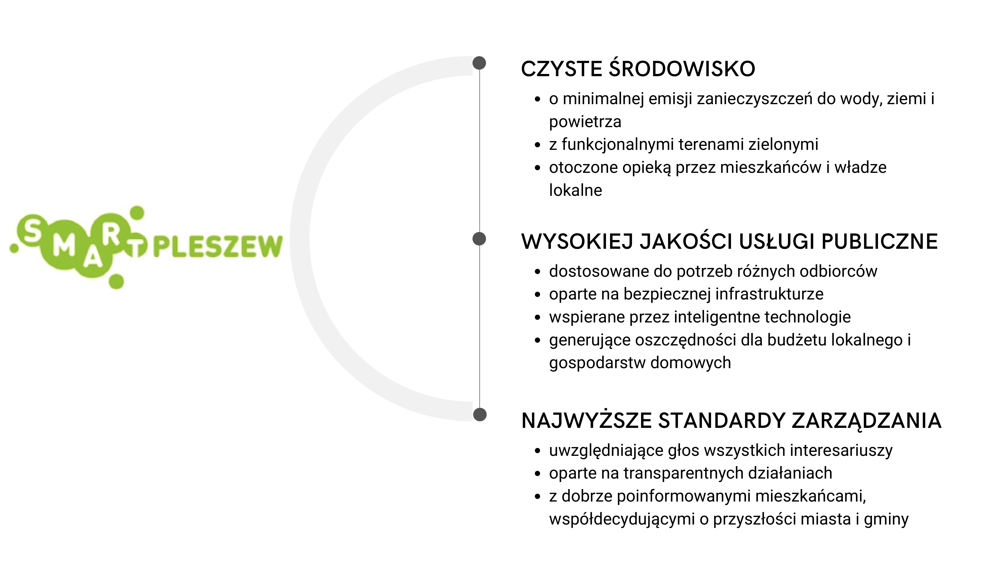 SMART PLESZEW
CZYSTE ŚRODOWISKO
• o minimalnej emisji zanieczyszczeń do wody, ziemi i
powietrza
• z funkcjonalnymi terenami zielonymi
• otoczone opieką przez mieszkańców i władze
lokalne
WYSOKIEJ JAKOŚCI USŁUGI PUBLICZNE
• dostosowane do potrzeb różnych odbiorców
• oparte na bezpiecznej infrastrukturze
• wspierane przez inteligentne technologie
• generujące oszczędności dla budżetu lokalnego i
gospodarstw domowych
NAJWYŻSZE STANDARDY ZARZĄDZANIA
• uwzględniające głos wszystkich interesariuszy
• oparte na transparentnych działaniach
• z dobrze poinformowanymi mieszkańcami,
współdecydującymi o przyszłości miasta i gminy